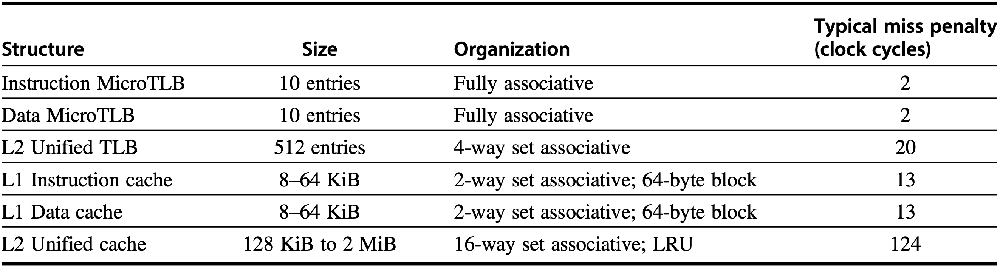 Structure Size Organization Typical miss penalty (clock cycles)
Instruction MicroTLB 10 entries Fully associative 2
Data MicroTLB 10 entries Fully associative 2
L2 Unified TLB 512 entries 4-way set associative 20
L1 Instruction cache 8–64 KiB 2-way set associative; 64-byte block 13
L1 Data cache 8–64 KiB 2-way set associative; 64-byte block 13
L2 Unified cache 128 KiB to 2 MiB 16-way set associative; LRU 124